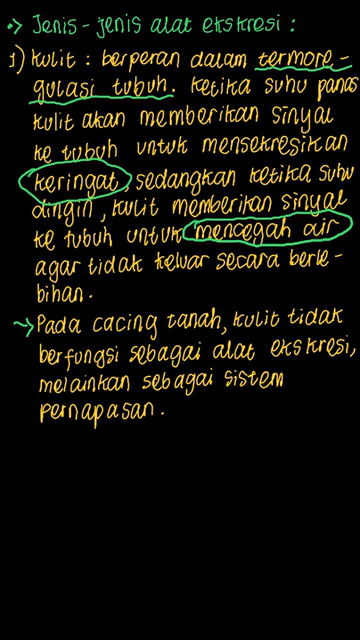 •> Jenis-jenis alat ekskresi :
1) kulit : berperan dalam termore-
gulasi tubuh. ketika suhu panas
kulit akan memberikan sinyal
ke tubuh untuk mensekresikan
keringat, sedangkan ketika suhu
dingin, kulit memberikan sinyal
ke tubuh untuk mencegah air
agar tidak keluar secara berle-
bihan.
→ Pada cacing tanah, kulit tidak
berfungsi sebagai alat ekskresi,
melainkan sebagai sistem
pernapasan.